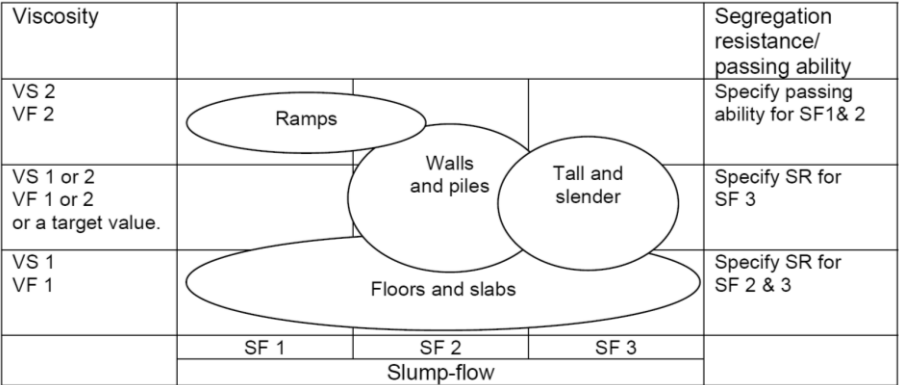 Viscosity
Segregation
resistance/
passing ability
VS 2
VF 2
Ramps
Specify passing
ability for SF1& 2
VS 1 or 2
VF 1 or 2
or a target value.
Walls
and piles
Tall and
slender
Specify SR for
SF 3
VS 1
VF 1
Floors and slabs
Specify SR for
SF 2 & 3
SF 1
SF 2
SF 3
Slump-flow